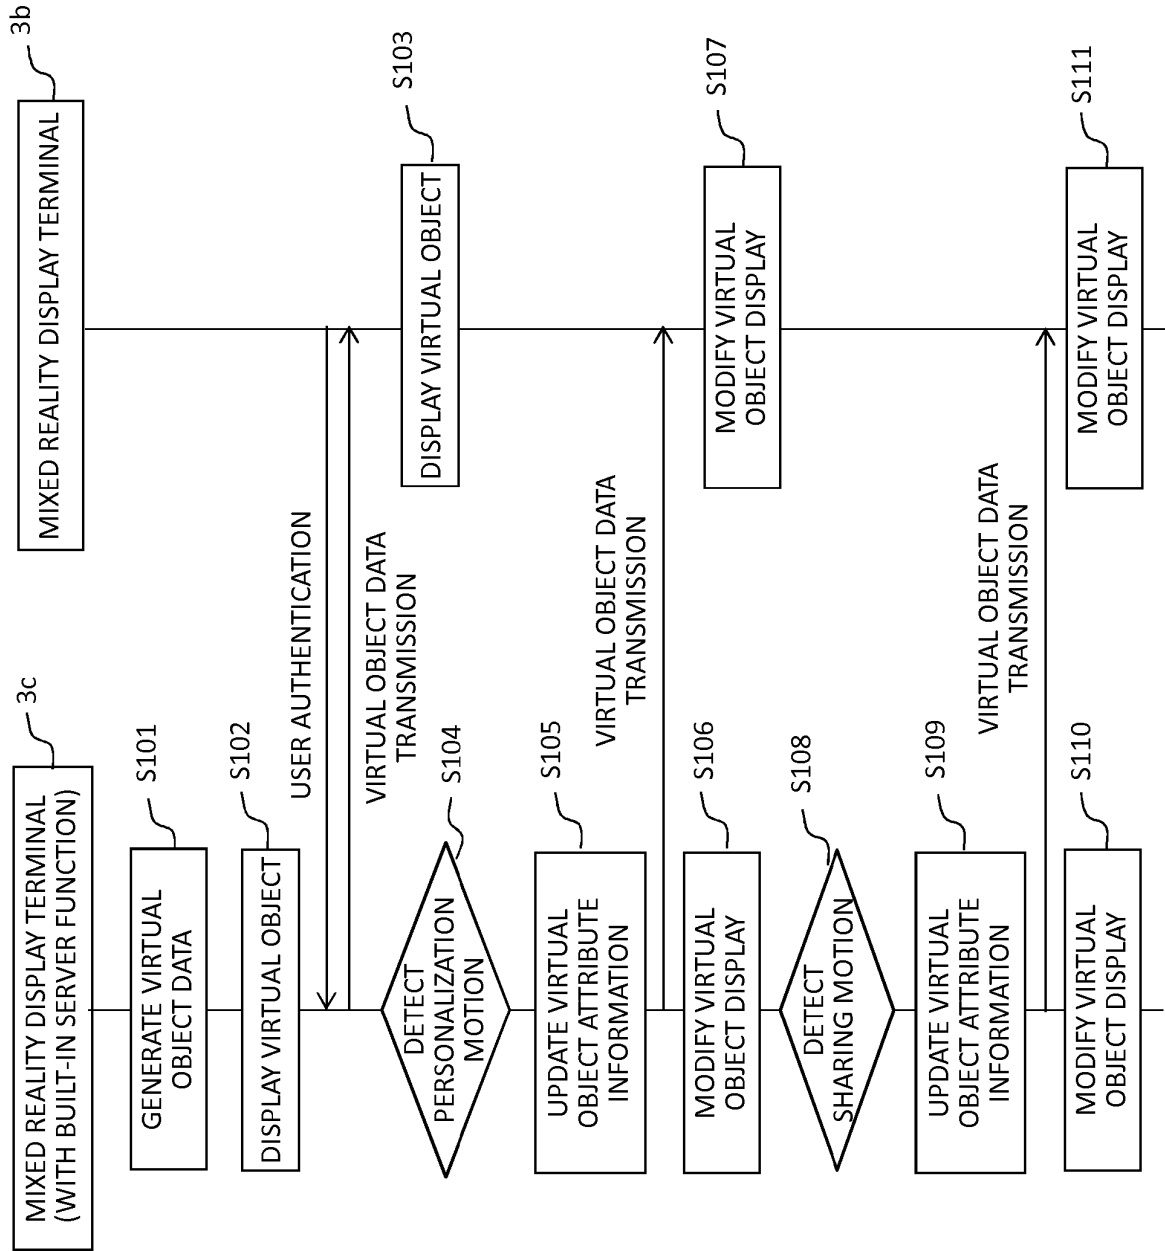 3c
MIXED REALITY DISPLAY TERMINAL
(WITH BUILT-IN SERVER FUNCTION)
3b
MIXED REALITY DISPLAY TERMINAL
S101
GENERATE VIRTUAL
OBJECT DATA
S102
DISPLAY VIRTUAL OBJECT
USER AUTHENTICATION
VIRTUAL OBJECT DATA
TRANSMISSION
S103
DISPLAY VIRTUAL OBJECT
S104
DETECT
PERSONALIZATION
MOTION
S105
UPDATE VIRTUAL
OBJECT ATTRIBUTE
INFORMATION
VIRTUAL OBJECT DATA
TRANSMISSION
S106
MODIFY VIRTUAL
OBJECT DISPLAY
S107
MODIFY VIRTUAL
OBJECT DISPLAY
S108
DETECT
SHARING MOTION
S109
UPDATE VIRTUAL
OBJECT ATTRIBUTE
INFORMATION
VIRTUAL OBJECT DATA
TRANSMISSION
S110
MODIFY VIRTUAL
OBJECT DISPLAY
S111
MODIFY VIRTUAL
OBJECT DISPLAY